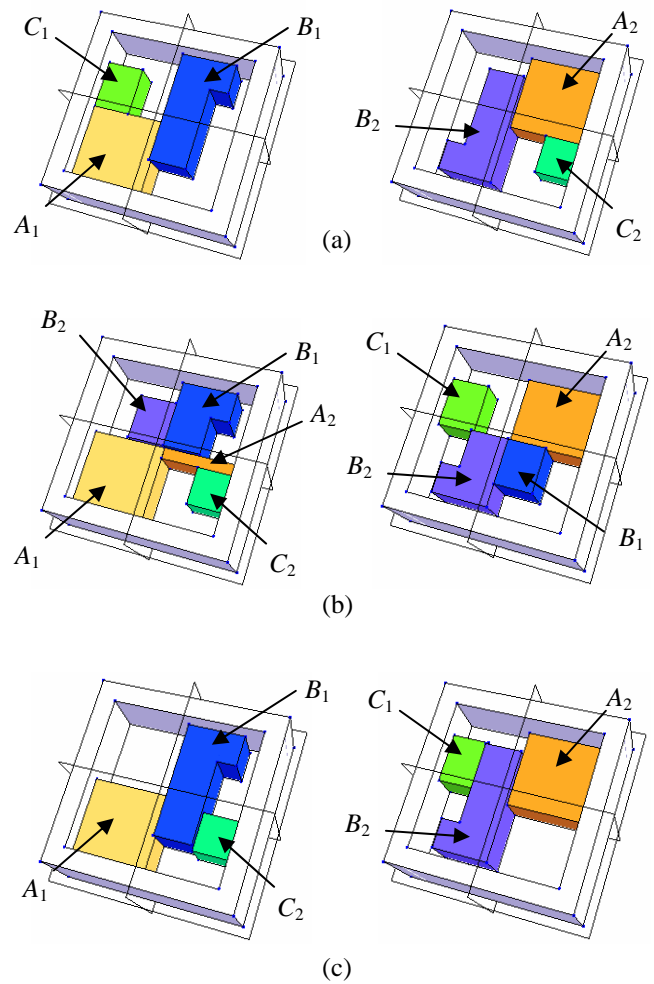 C₁ B₁ A₂
B₂
A₁ (a) C₂
B₂ B₁ C₁ A₂
A₂
B₂
A₁ C₂ B₁
(b)
B₁ C₁ A₂
B₂
A₁ C₂
(c)